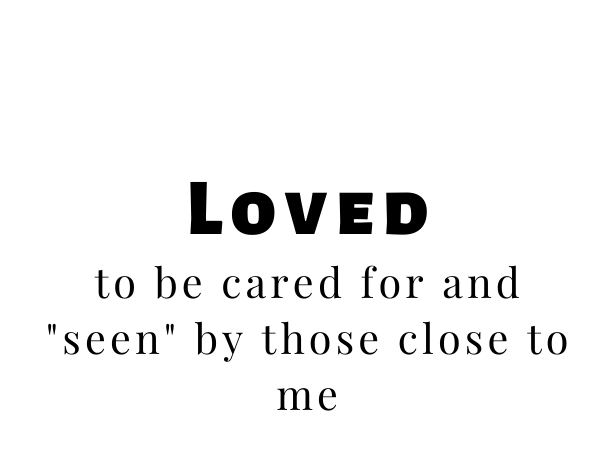 Loved
to be cared for and
"seen" by those close to
me